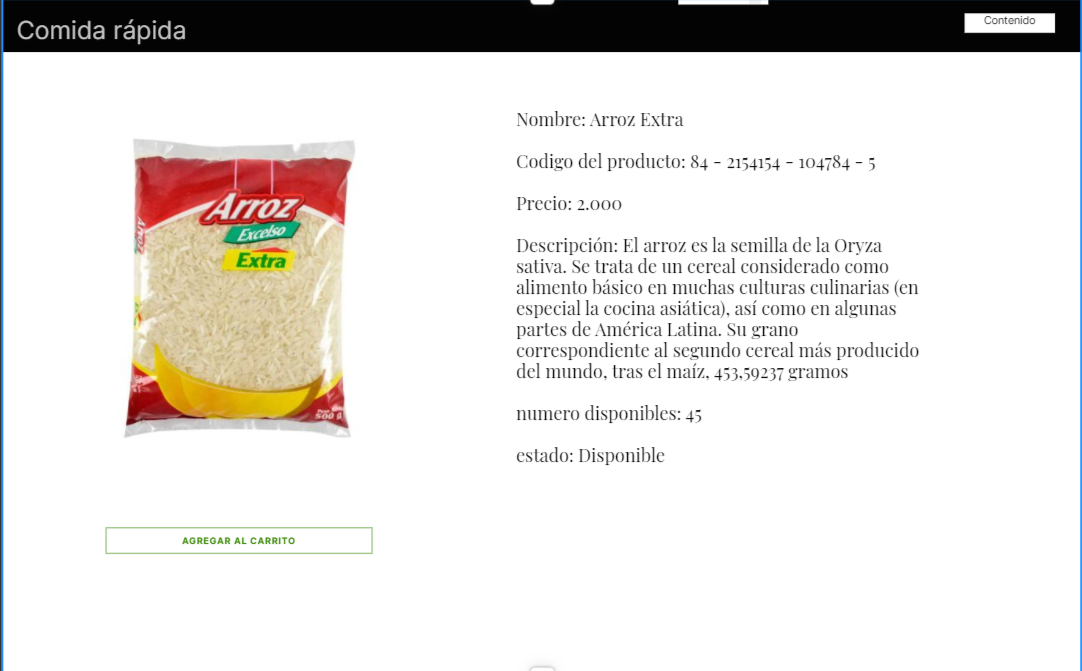 Comida rápida
Contenido
Nombre: Arroz Extra
Codigo del producto: 84 - 2154154 - 104784 - 5
Precio: 2.000
Descripción: El arroz es la semilla de la Oryza
sativa. Se trata de un cereal considerado como
alimento básico en muchas culturas culinarias (en
especial la cocina asiática), así como en algunas
partes de América Latina. Su grano
correspondiente al segundo cereal más producido
del mundo, tras el maíz, 453,59237 gramos
numero disponibles: 45
estado: Disponible
Arroz
Excelso
Extra
500 g
AGREGAR AL CARRITO